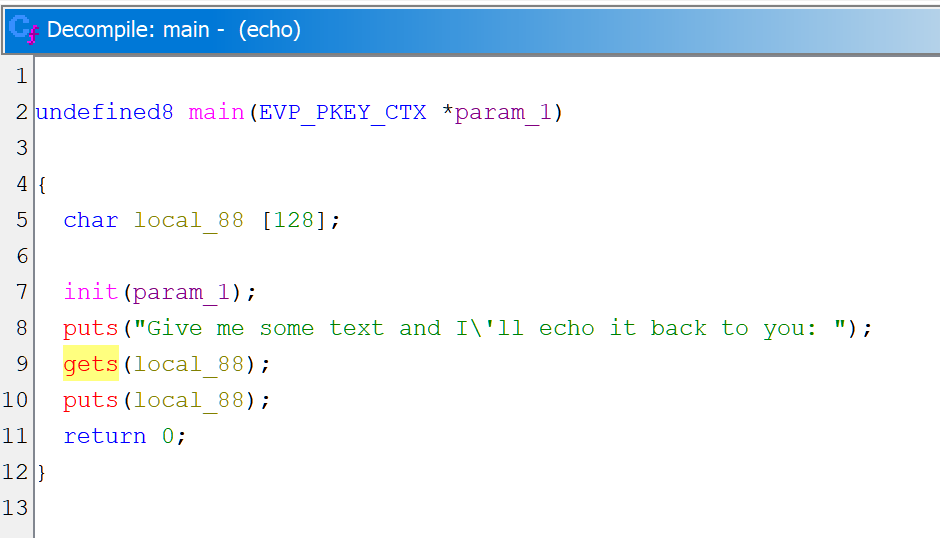 Decompile: main - (echo)
1
2 undefined8 main(EVP_PKEY_CTX *param_1)
3
4 {
5 char local_88 [128];
6
7 init(param_1);
8 puts("Give me some text and I\'ll echo it back to you: ");
9 gets(local_88);
10 puts(local_88);
11 return 0;
12 }
13